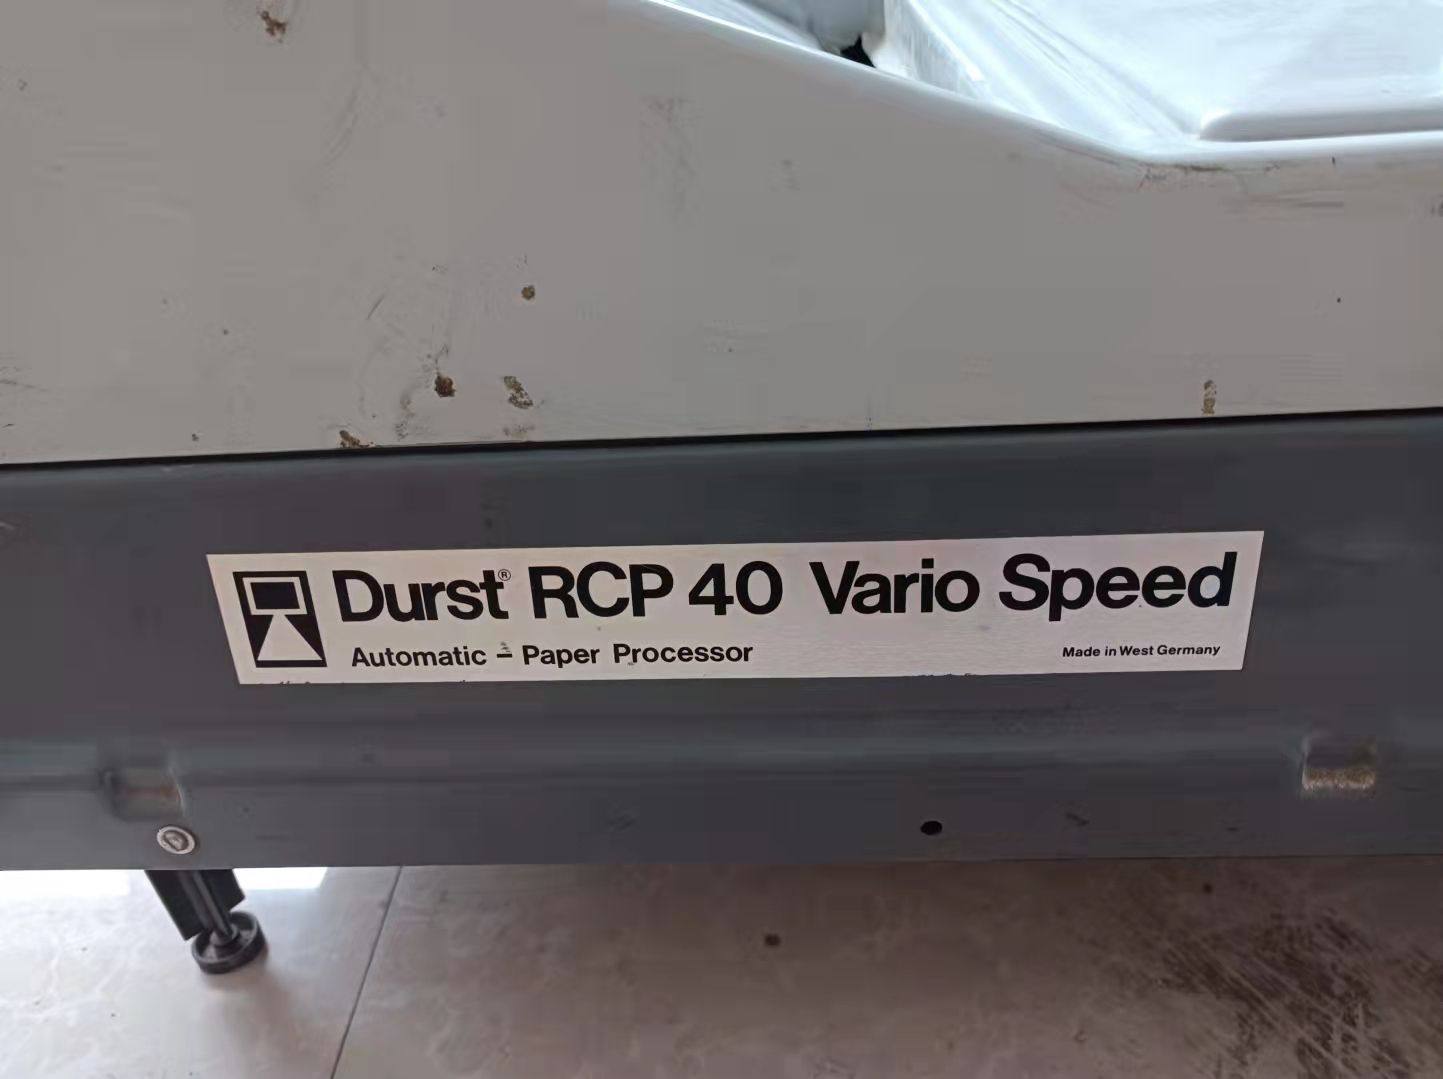 Durst® RCP 40 Vario Speed
Automatic - Paper Processor
Made in West Germany